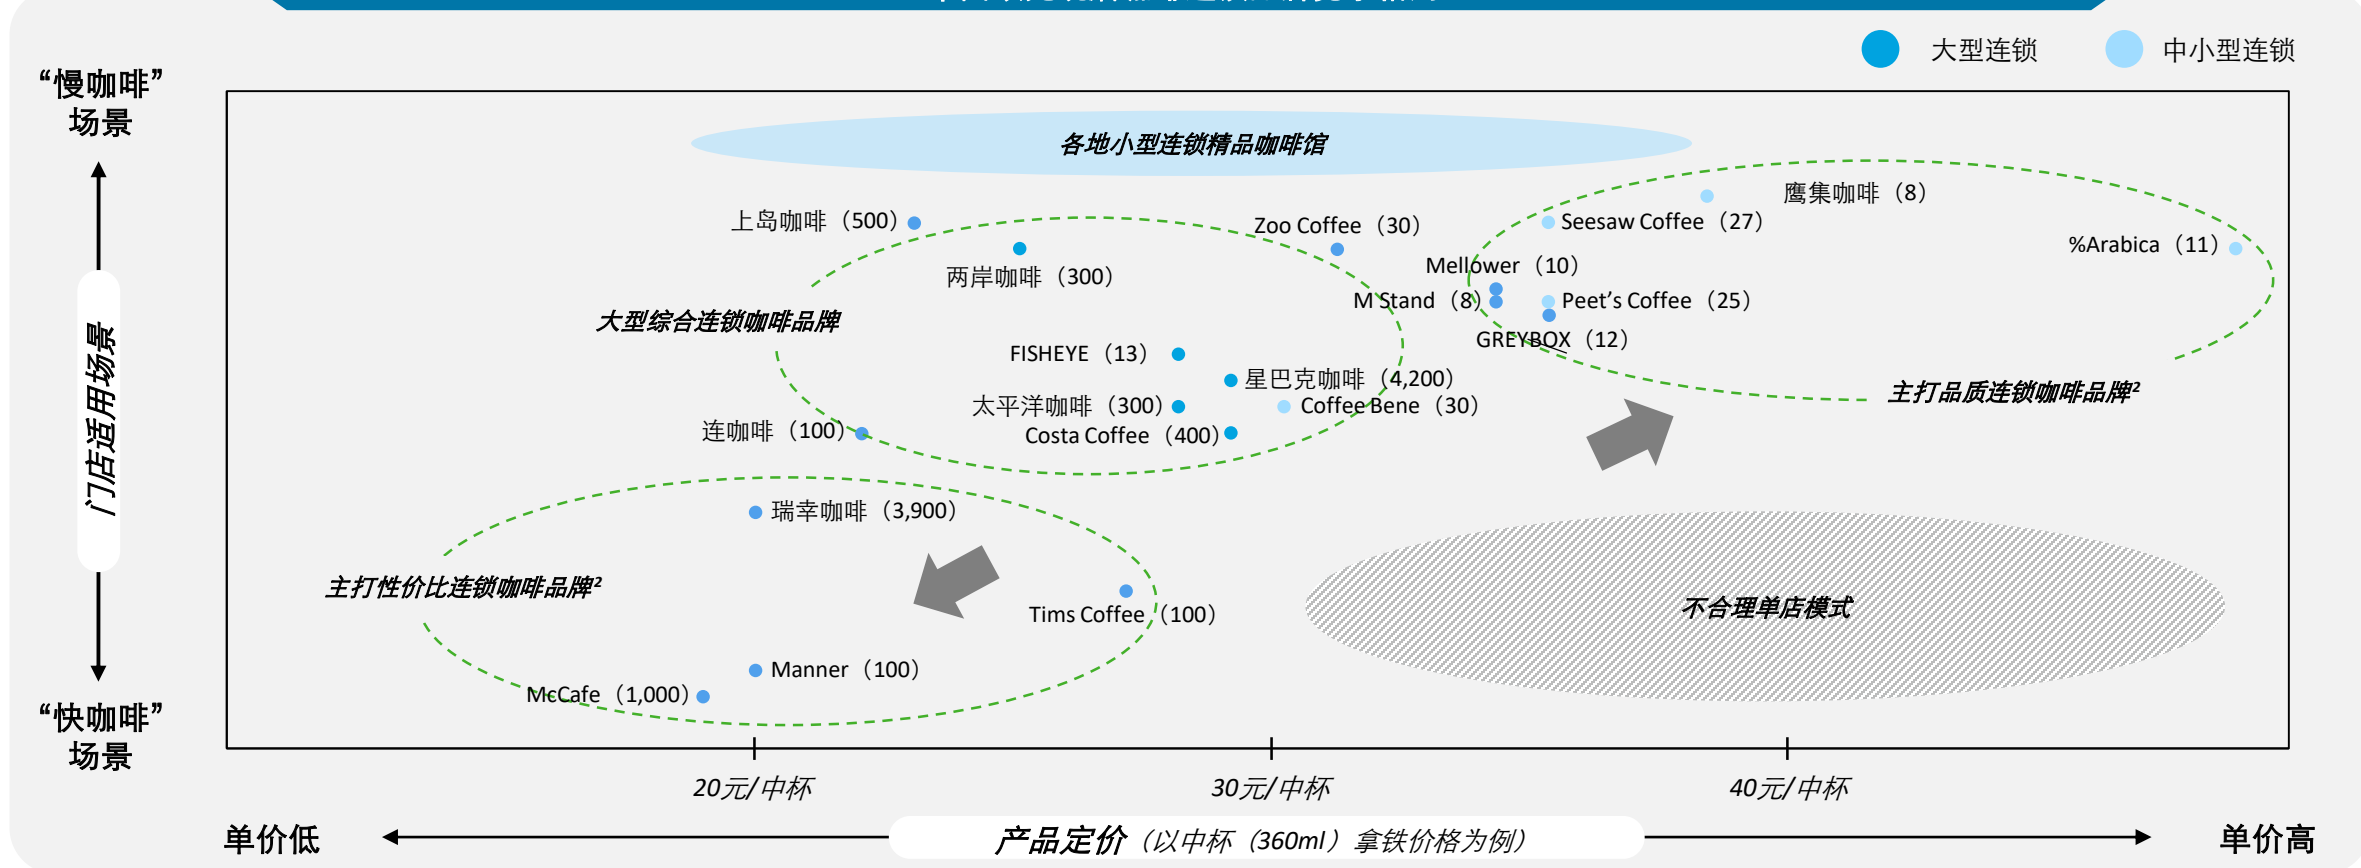 大型连锁
中小型连锁
“慢咖啡”
场景
各地小型连锁精品咖啡馆
鹰集咖啡（8）
上岛咖啡（500）
Zoo Coffee（30）
Seesaw Coffee（27）
%Arabica（11）
两岸咖啡（300）
Mellower（10）
M Stand（8）
Peet’s Coffee（25）
大型综合连锁咖啡品牌
GREYBOX（12）
FISHEYE（13）
星巴克咖啡（4,200）
主打品质连锁咖啡品牌²
太平洋咖啡（300）
Coffee Bene（30）
连咖啡（100）
Costa Coffee（400）
门店适用场景
瑞幸咖啡（3,900）
主打性价比连锁咖啡品牌²
Tims Coffee（100）
不合理单店模式
Manner（100）
McCafe（1,000）
“快咖啡”
场景
20元/中杯
30元/中杯
40元/中杯
单价低
产品定价（以中杯（360ml）拿铁价格为例）
单价高